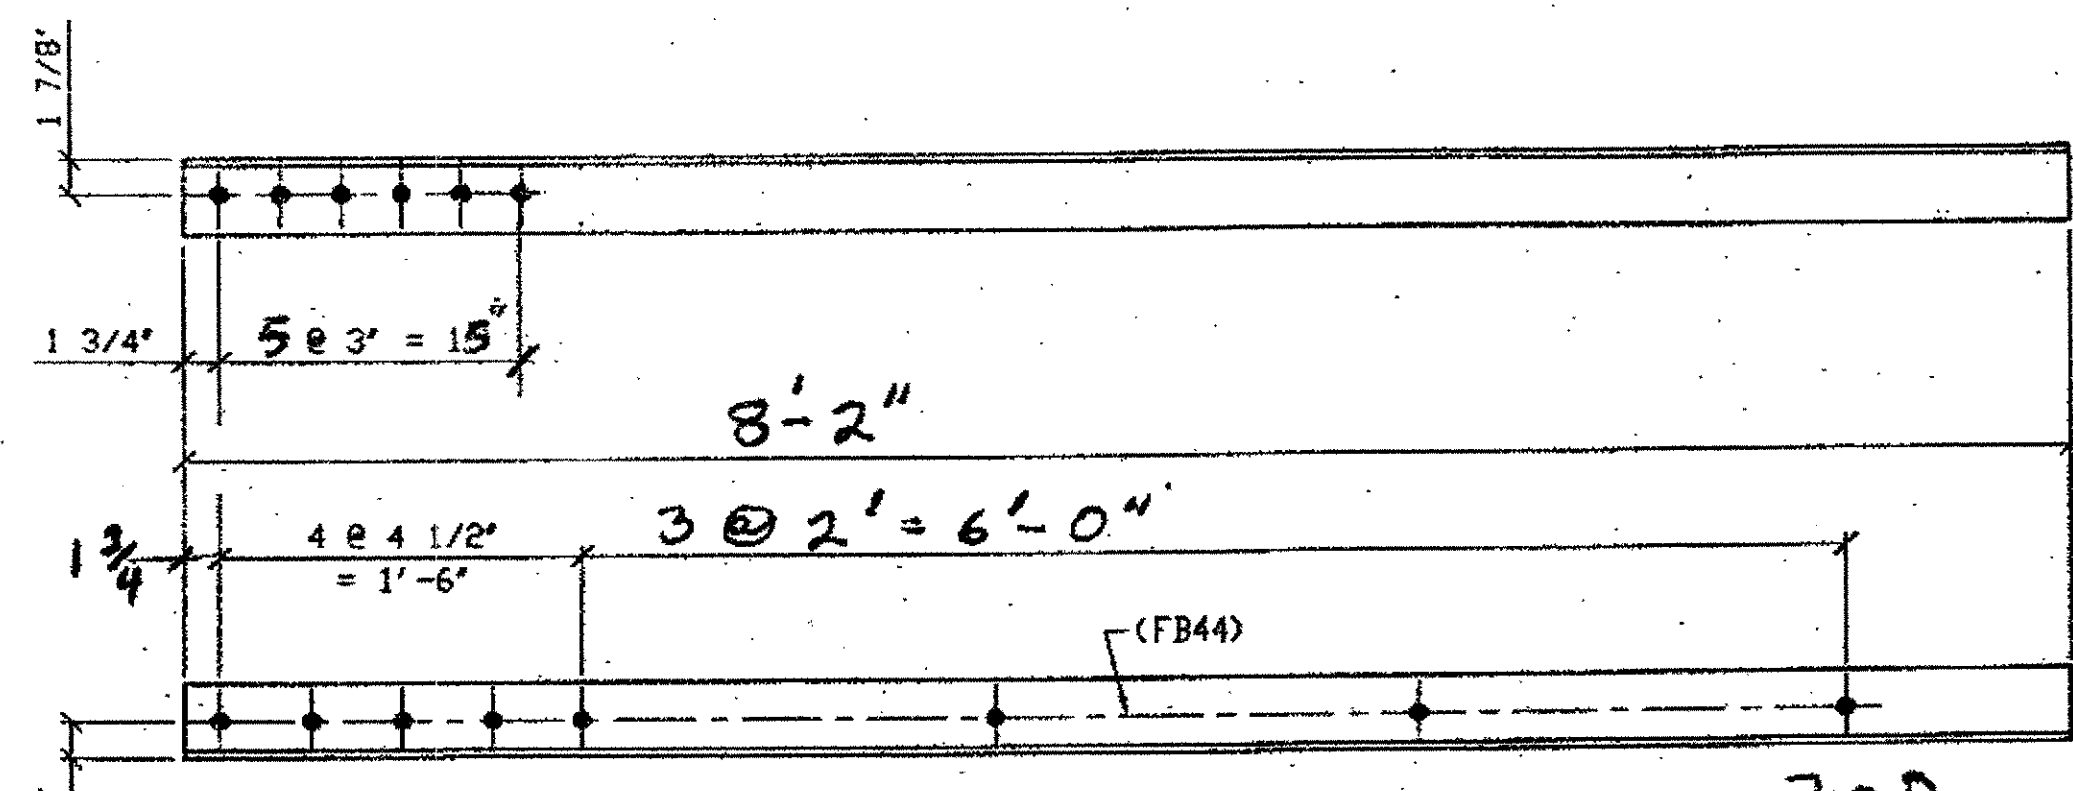 1 7/8"
1 3/4"
5 @ 3" = 15"
8'-2"
3 @ 2' = 6'-0"
1 3/4
4 @ 4 1/2"
= 1'-6"
(FB44)